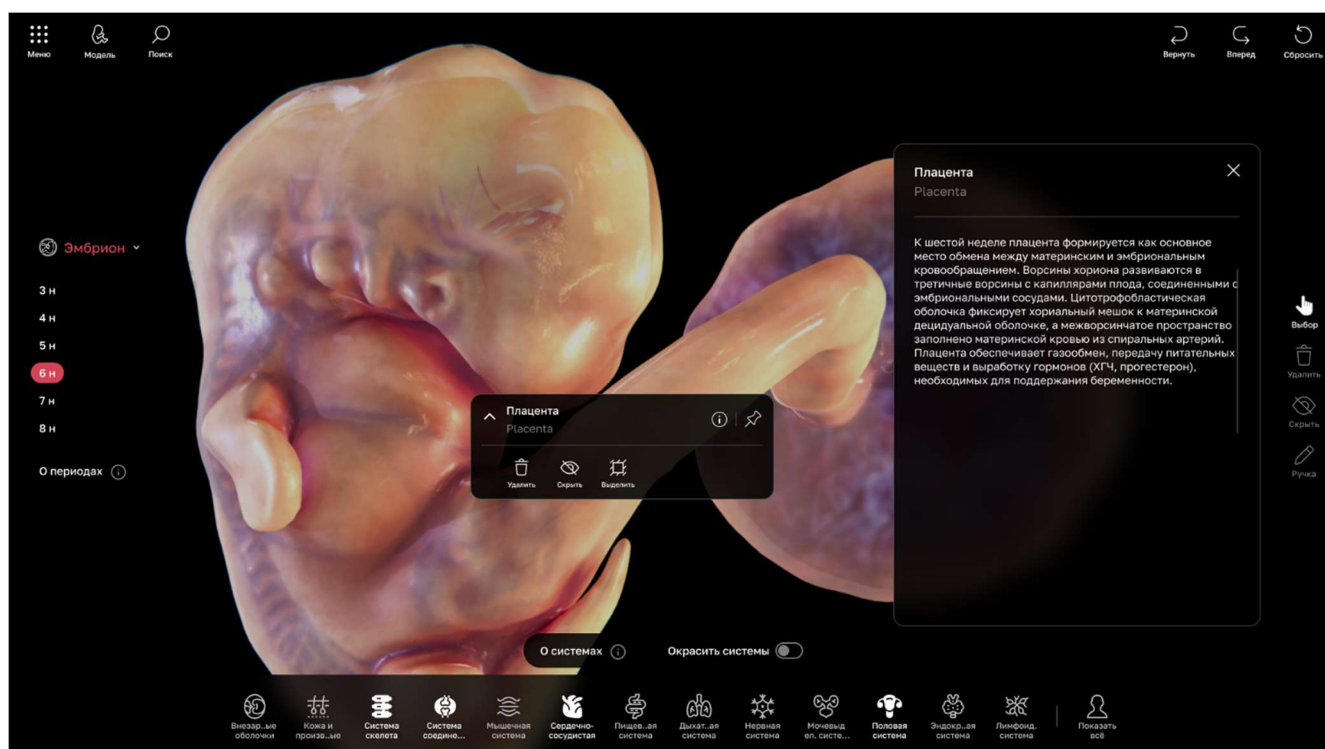 Меню
Модель
Поиск
Вернуть
Вперед
Сбросить
Эмбрион
3 н
4 н
5 н
6 н
7 н
8 н
О периодах
Плацента
Placenta
Удалить
Скрыть
Выделить
Плацента
Placenta
К шестой неделе плацента формируется как основное
место обмена между материнским и эмбриональным
кровообращением. Ворсины хориона развиваются в
третичные ворсины с капиллярами плода, соединенными с
эмбриональными сосудами. Цитотрофобластическая
оболочка фиксирует хориальный мешок к материнской
децидуальной оболочке, а межворсинчатое пространство
заполнено материнской кровью из спиральных артерий.
Плацента обеспечивает газообмен, передачу питательных
веществ и выработку гормонов (ХГЧ, прогестерон),
необходимых для поддержания беременности.
Выбор
Удалить
Скрыть
Ручка
О системах
Окрасить системы
Внезар..ые
оболочки
Кожа и
произв..ые
Система
скелета
Система
соедине...
Мышечная
система
Сердечно-
сосудистая
Пищев..ая
система
Дыхат..ая
система
Нервная
система
Мочевыд
ел. систе...
Половая
система
Эндокр..ая
система
Лимфоид.
система
Показать
всё